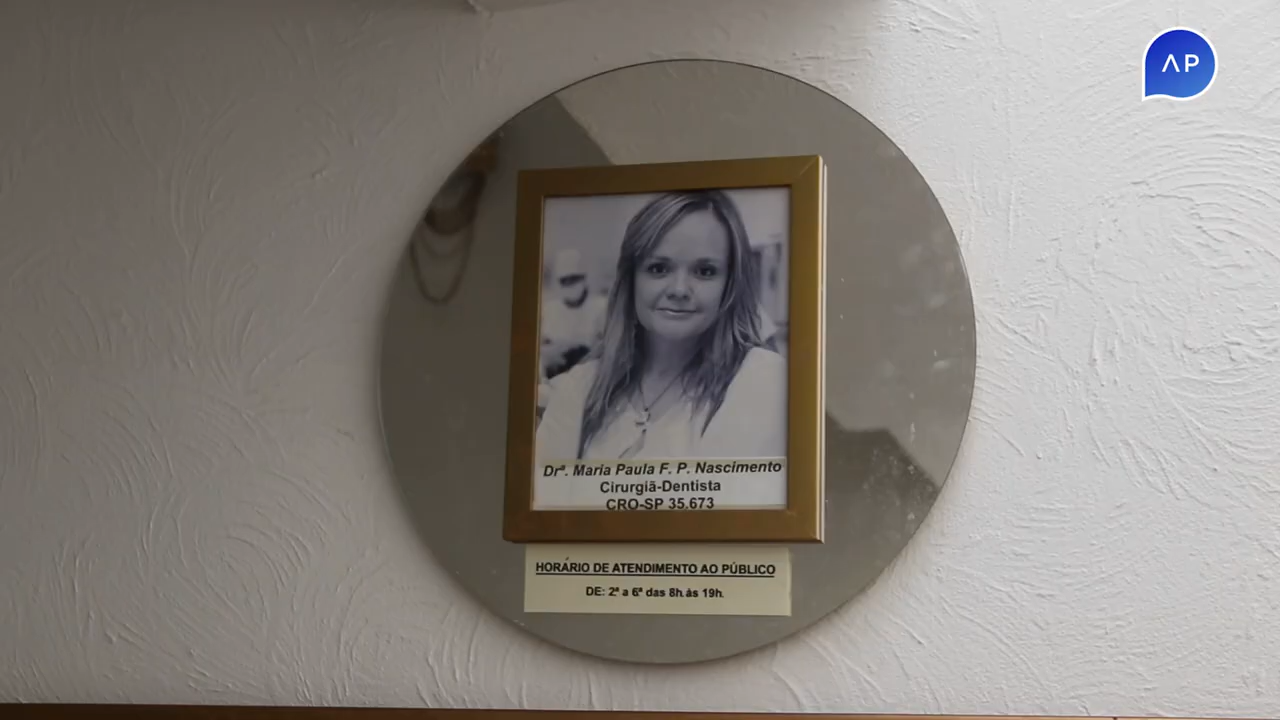 AP
Drª. Maria Paula F. P. Nascimento
Cirurgiã-Dentista
CRO-SP 35.673
HORÁRIO DE ATENDIMENTO AO PÚBLICO
DE: 2ª a 6ª das 8h às 19h.